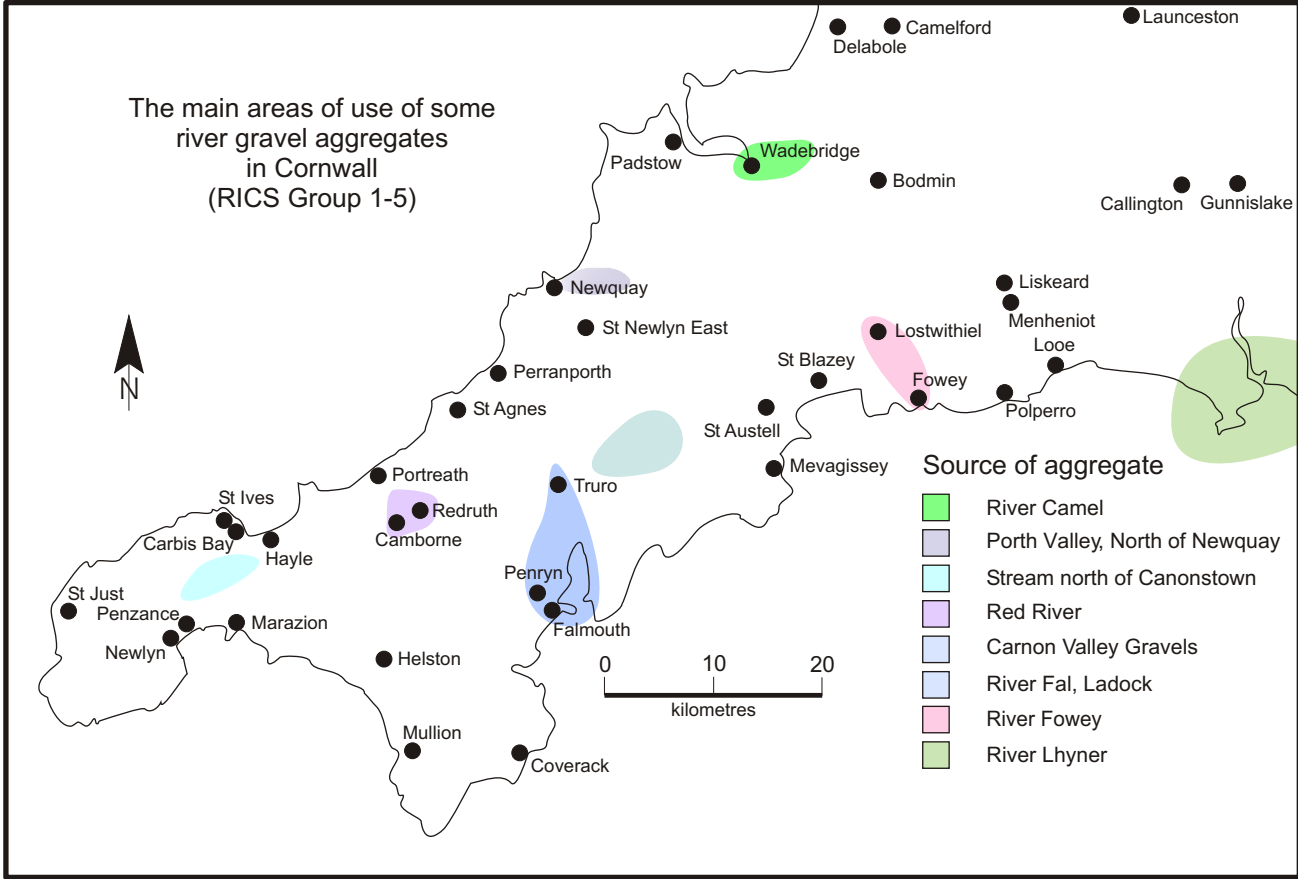 The main areas of use of some
river gravel aggregates
in Cornwall
(RICS Group 1-5)
Launceston
Camelford
Delabole
Padstow
Wadebridge
Bodmin
Callington
Gunnislake
Newquay
St Newlyn East
Liskeard
Menheniot
Looe
Lostwithiel
St Blazey
Fowey
Polperro
Perranporth
St Agnes
St Austell
Mevagissey
Portreath
Truro
St Ives
Redruth
Camborne
Carbis Bay
Hayle
St Just
Penzance
Marazion
Newlyn
Penryn
Falmouth
Helston
Mullion
Coverack
N
0 10 20
kilometres
Source of aggregate
River Camel
Porth Valley, North of Newquay
Stream north of Canonstown
Red River
Carnon Valley Gravels
River Fal, Ladock
River Fowey
River Lhyner